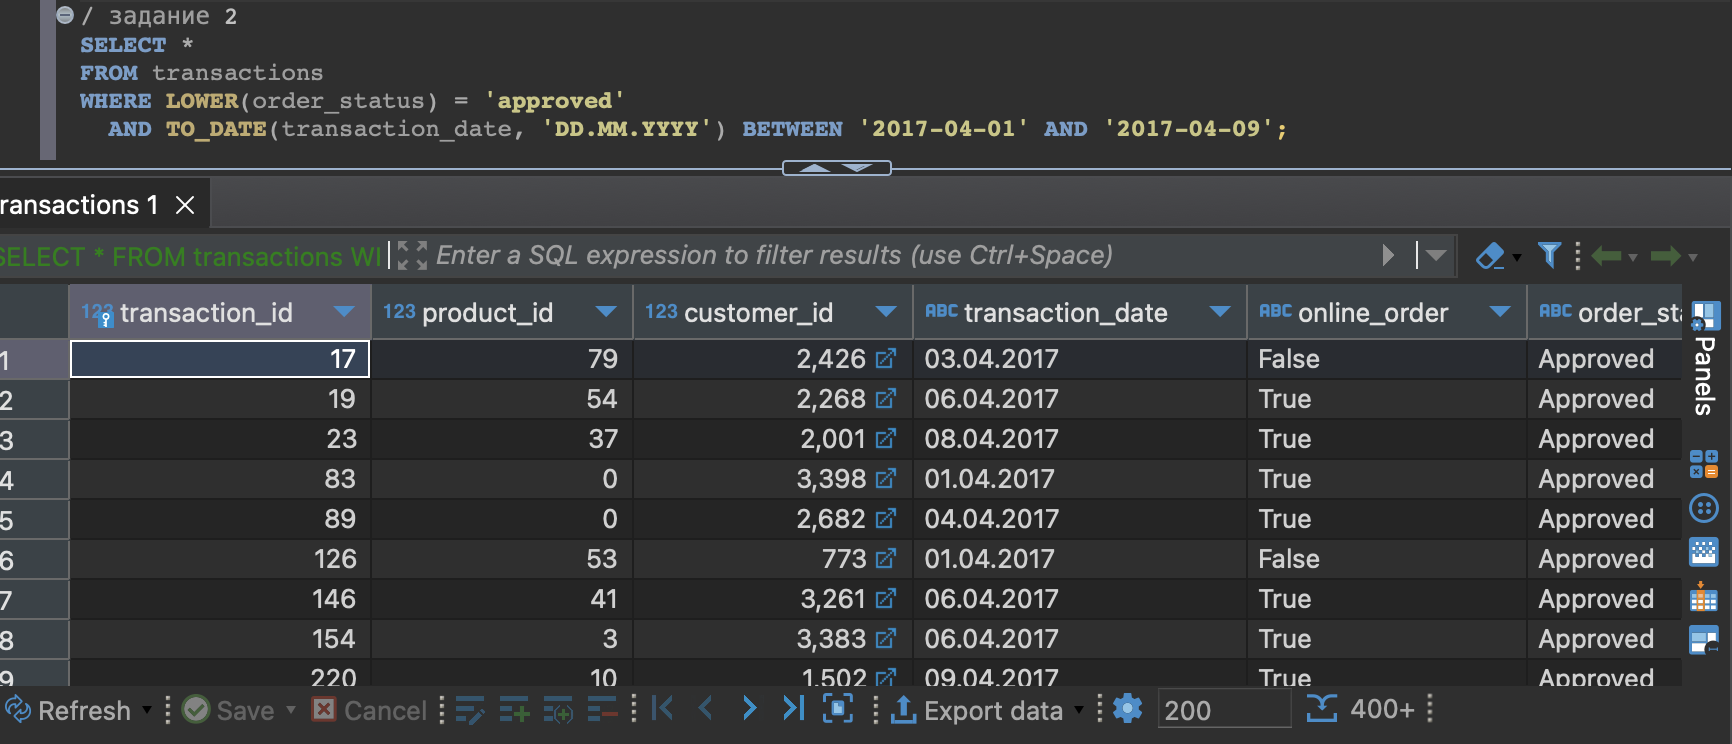 / задание 2
SELECT *
FROM transactions
WHERE LOWER(order_status) = 'approved'
AND TO_DATE(transaction_date, 'DD.MM.YYYY') BETWEEN '2017-04-01' AND '2017-04-09';
ransactions 1
SELECT * FROM transactions WI Enter a SQL expression to filter results (use Ctrl+Space)
123 transaction_id 123 product_id 123 customer_id ABC transaction_date ABC online_order ABC order_sta
1 17 79 2,426 03.04.2017 False Approved
2 19 54 2,268 06.04.2017 True Approved
3 23 37 2,001 08.04.2017 True Approved
4 83 0 3,398 01.04.2017 True Approved
5 89 0 2,682 04.04.2017 True Approved
6 126 53 773 01.04.2017 False Approved
7 146 41 3,261 06.04.2017 True Approved
8 154 3 3,383 06.04.2017 True Approved
9 220 10 1,502 09.04.2017 True Approved
Panels
Refresh Save Cancel Export data 200 400+